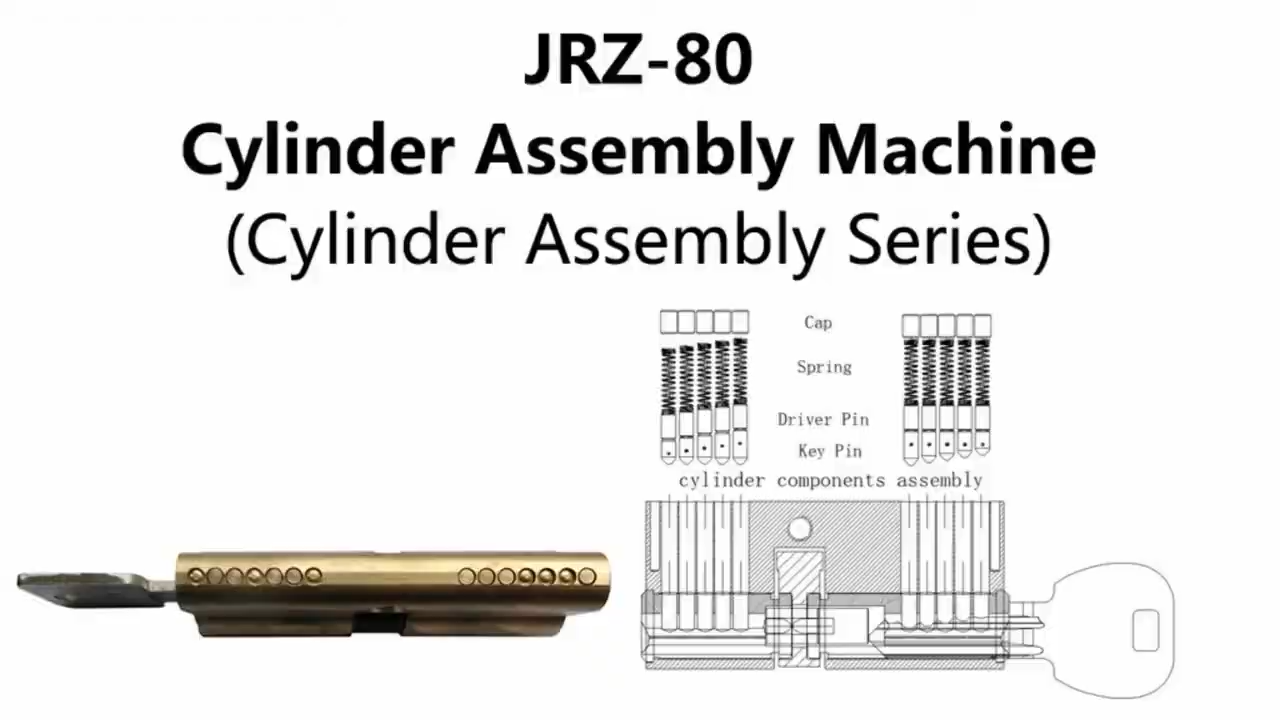 JRZ-80
Cylinder Assembly Machine
(Cylinder Assembly Series)
Cap
Spring
Driver Pin
Key Pin
cylinder components assembly